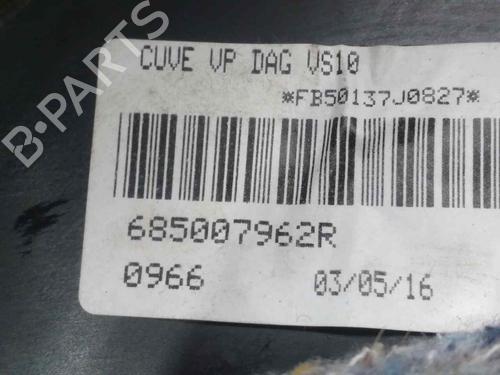 CUVE VP DAG VS10
*FB50137J0827*
685007962R
0966 03/05/16
B-PARTS